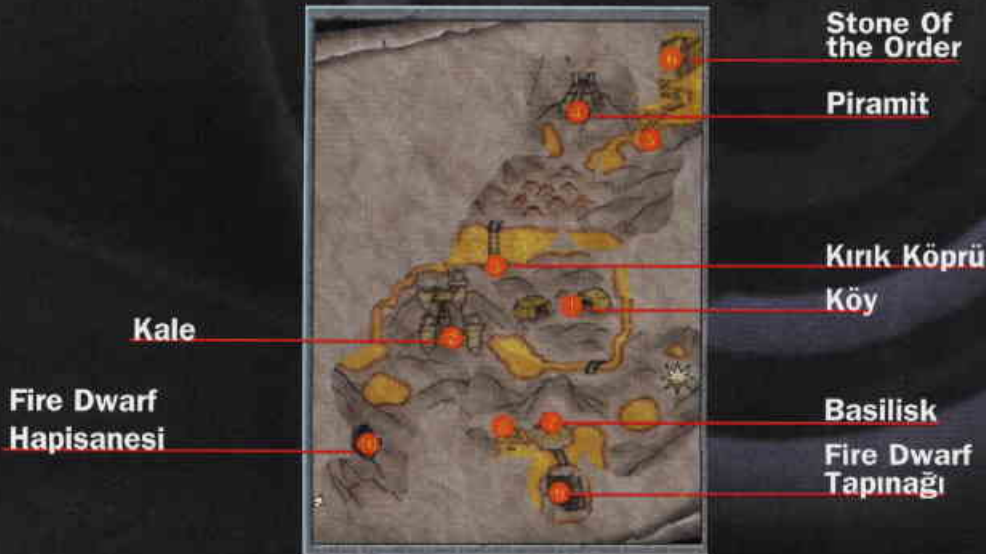 Stone Of
the Order
Piramit
Kırık Köprü
Köy
Kale
Fire Dwarf
Hapisanesi
Basilisk
Fire Dwarf
Tapınağı